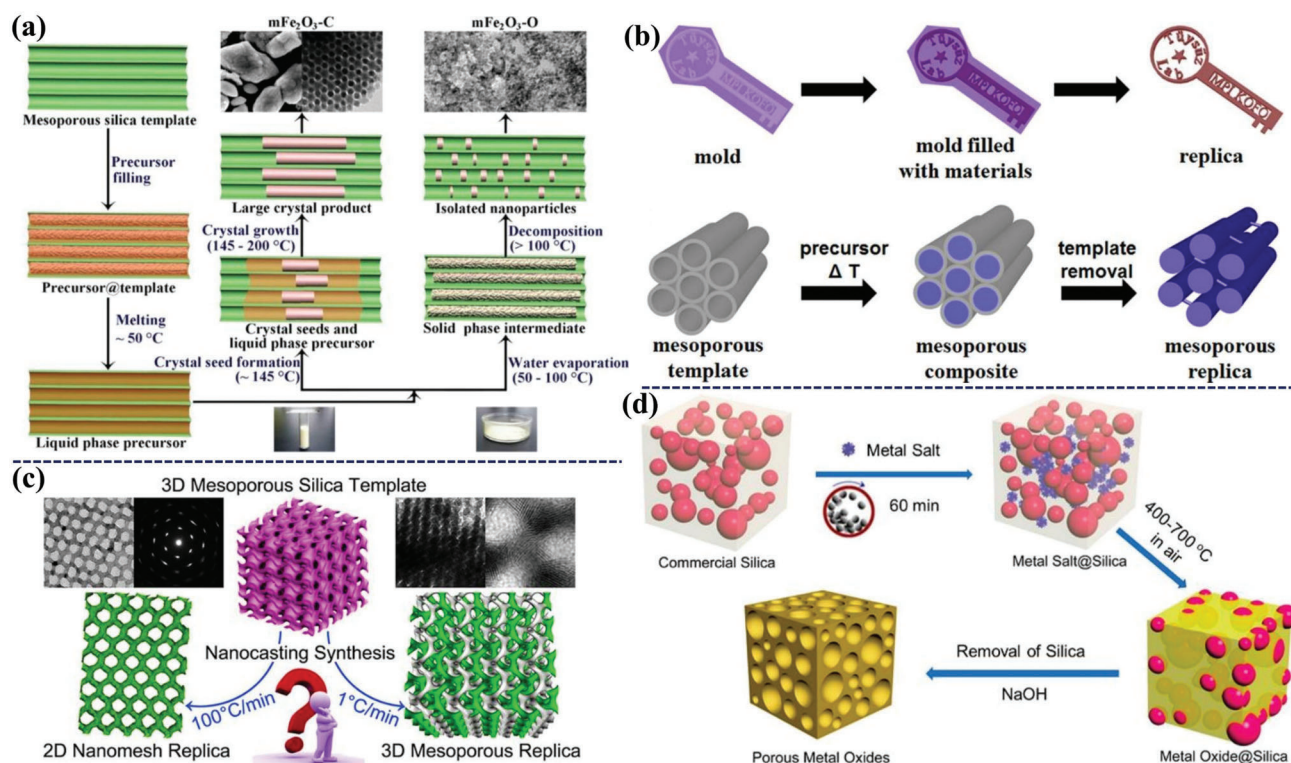 (a)
mFe₂O₃-C
mFe₂O₃-O
Mesoporous silica template
Precursor
filling
Large crystal product
Isolated nanoparticles
Crystal growth
(145 - 200 °C)
Decomposition
(> 100 °C)
Precursor@template
Melting
~ 50 °C
Crystal seeds and
liquid phase precursor
Solid phase intermediate
Crystal seed formation
(~ 145 °C)
Water evaporation
(50 - 100 °C)
Liquid phase precursor
(b)
mold
mold filled
with materials
replica
MPI KOFO
precursor
Δ T
template
removal
mesoporous
template
mesoporous
composite
mesoporous
replica
(c)
3D Mesoporous Silica Template
Nanocasting Synthesis
100°C/min
1°C/min
2D Nanomesh Replica
3D Mesoporous Replica
(d)
Metal Salt
60 min
Commercial Silica
Metal Salt@Silica
400-700 °C
in air
Removal of Silica
NaOH
Porous Metal Oxides
Metal Oxide@Silica